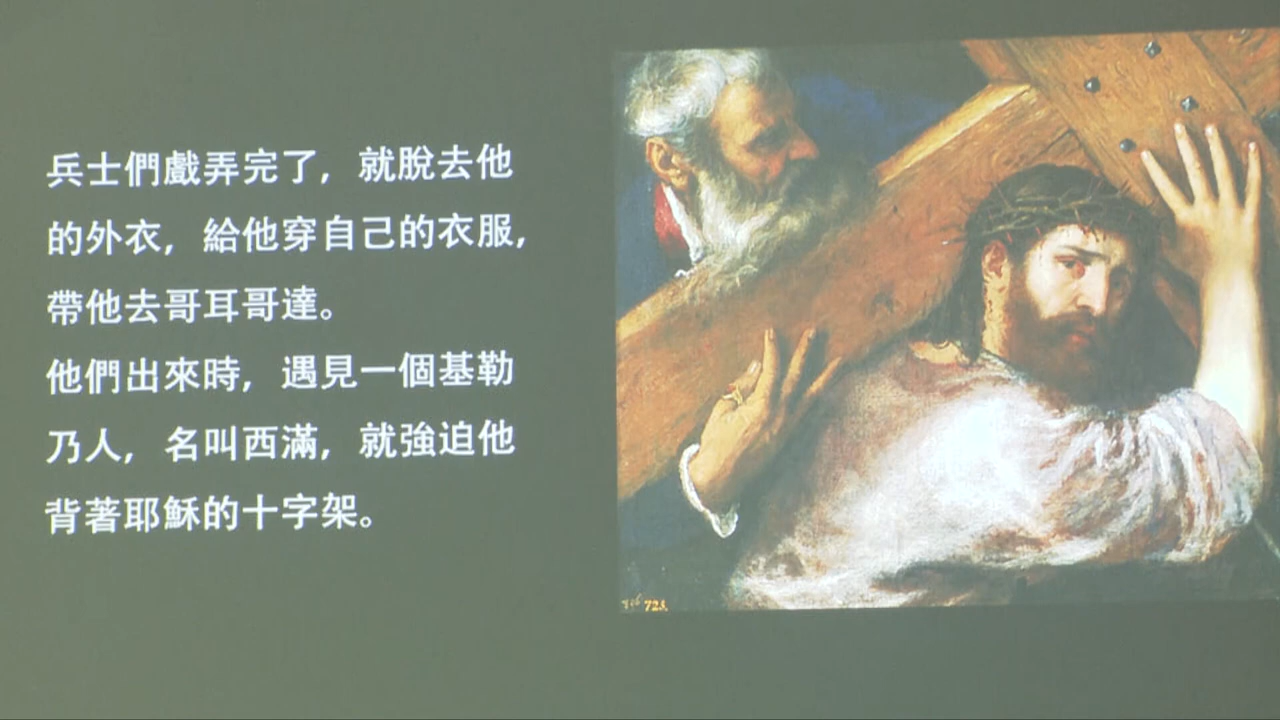 兵士們戲弄完了，就脫去他
的外衣，給他穿自己的衣服，
帶他去哥耳哥達。
他們出來時，遇見一個基勒
乃人，名叫西滿，就強迫他
背著耶穌的十字架。
725.